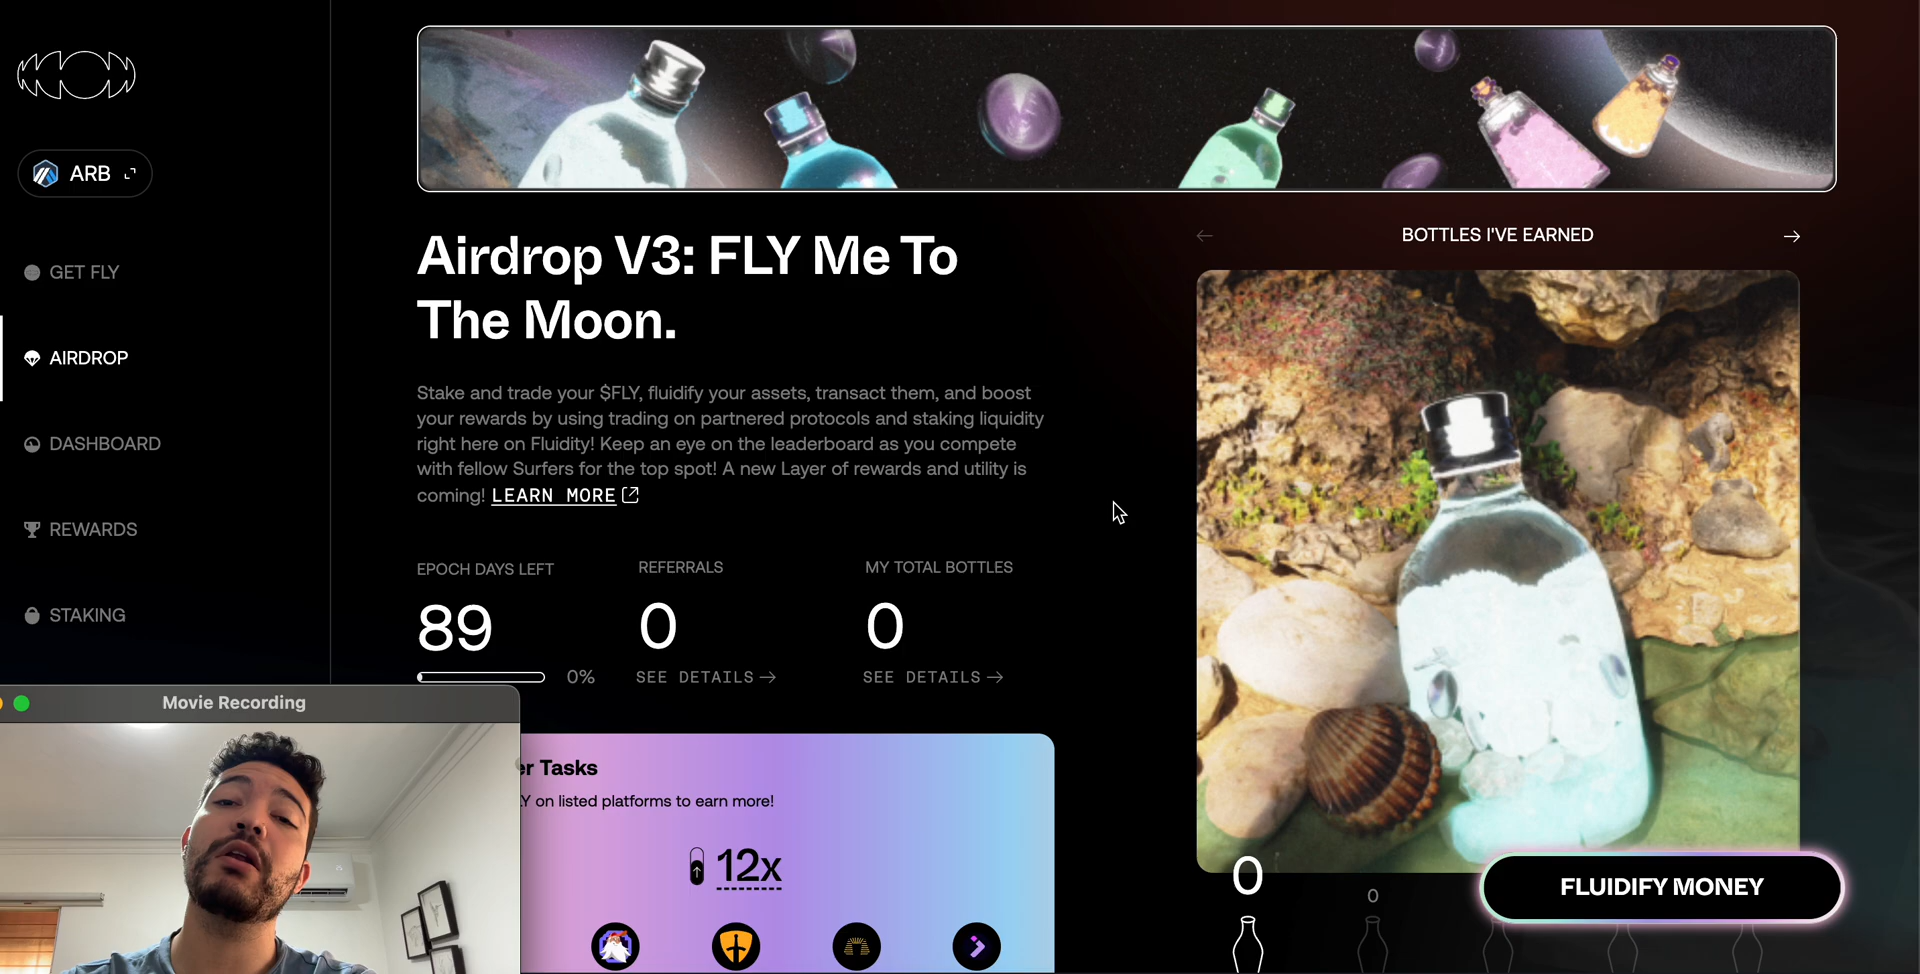 ARB
GET FLY
AIRDROP
DASHBOARD
REWARDS
STAKING
Airdrop V3: FLY Me To
The Moon.
Stake and trade your $FLY, fluidify your assets, transact them, and boost
your rewards by using trading on partnered protocols and staking liquidity
right here on Fluidity! Keep an eye on the leaderboard as you compete
with fellow Surfers for the top spot! A new Layer of rewards and utility is
coming! LEARN MORE
EPOCH DAYS LEFT
89
0%
REFERRALS
0
SEE DETAILS
MY TOTAL BOTTLES
0
SEE DETAILS
BOTTLES I'VE EARNED
0
0
FLUIDIFY MONEY
Movie Recording
er Tasks
LY on listed platforms to earn more!
12x